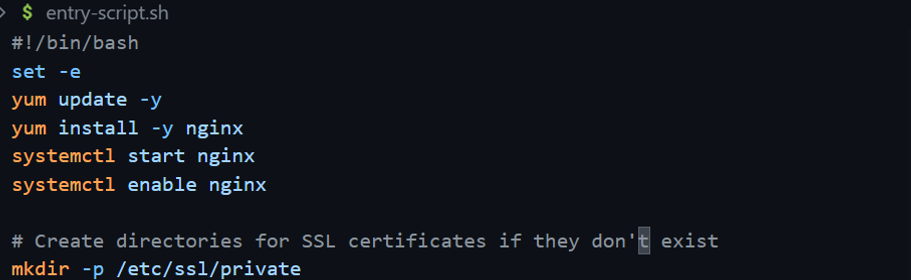 $ entry-script.sh
#!/bin/bash
set -e
yum update -y
yum install -y nginx
systemctl start nginx
systemctl enable nginx
# Create directories for SSL certificates if they don't exist
mkdir -p /etc/ssl/private